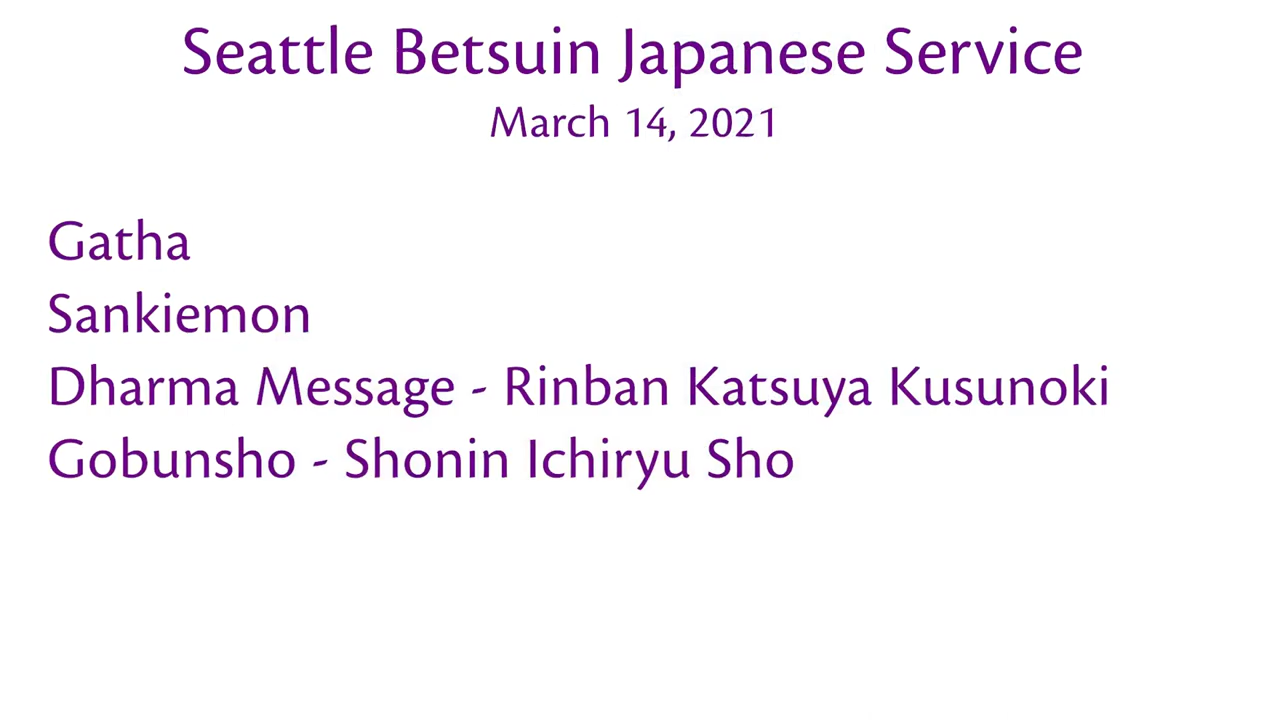 Seattle Betsuin Japanese Service
March 14, 2021
Gatha
Sankiemon
Dharma Message - Rinban Katsuya Kusunoki
Gobunsho - Shonin Ichiryu Sho